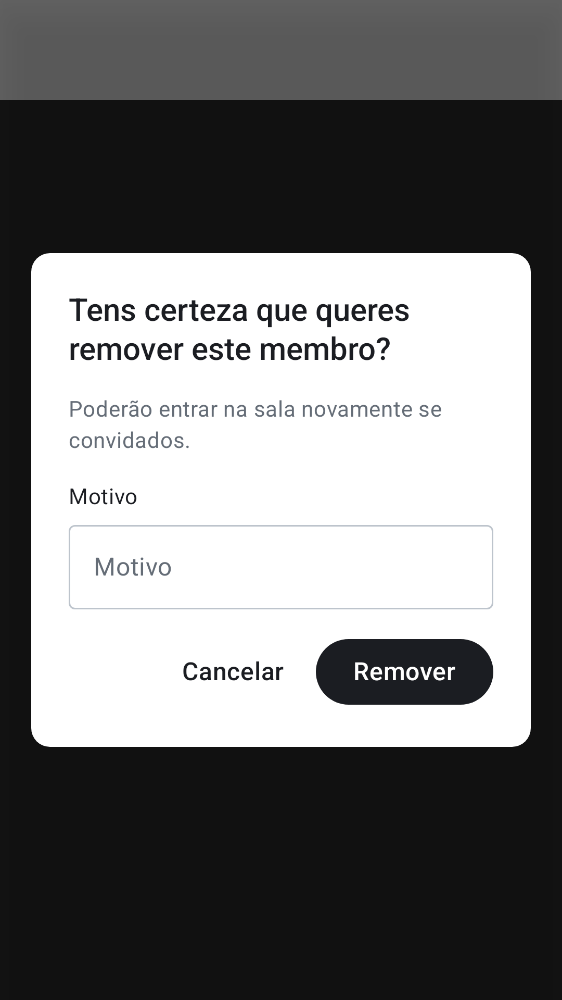 Tens certeza que queres
remover este membro?
Poderão entrar na sala novamente se
convidados.
Motivo
Motivo
Cancelar
Remover